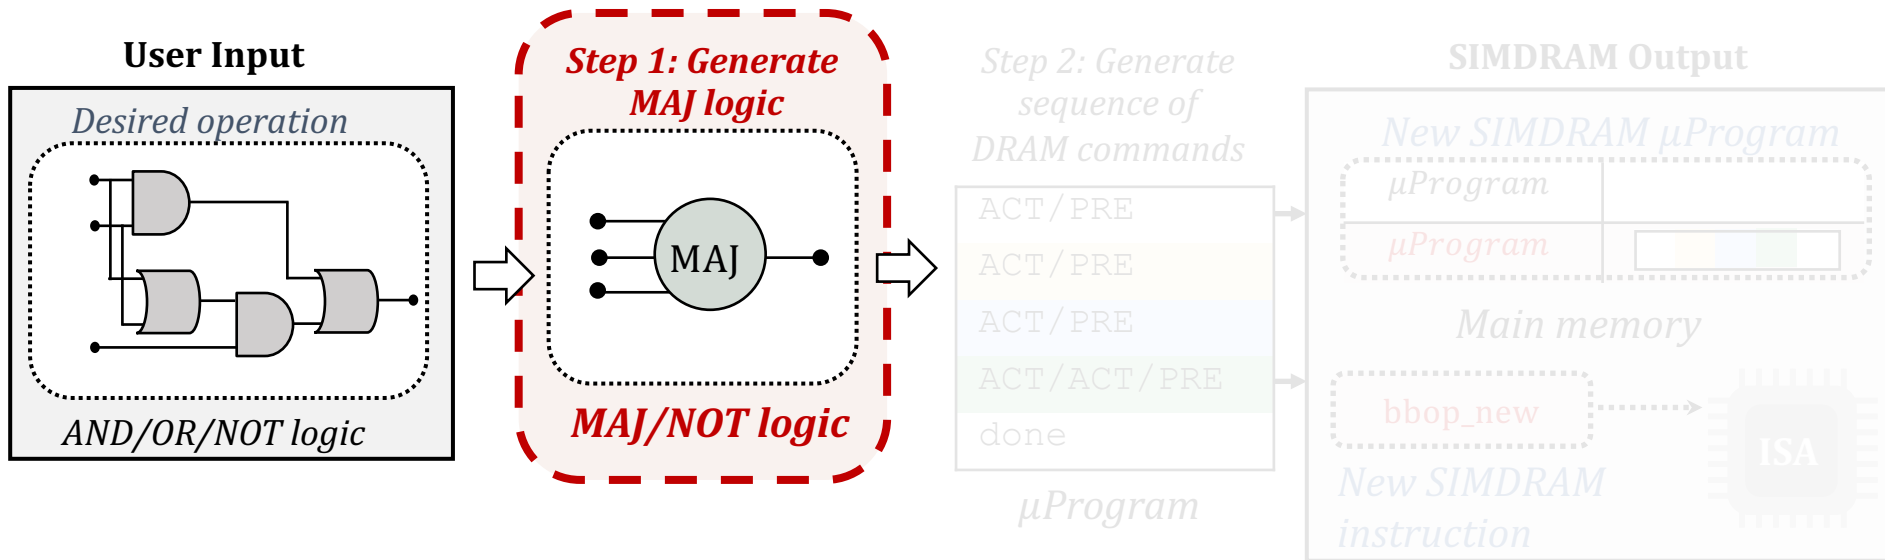 User Input
Desired operation
AND/OR/NOT logic
Step 1: Generate
MAJ logic
MAJ
MAJ/NOT logic
Step 2: Generate
sequence of
DRAM commands
ACT/PRE
ACT/PRE
ACT/PRE
ACT/ACT/PRE
done
μProgram
SIMDRAM Output
New SIMDRAM μProgram
μProgram
μProgram
Main memory
bbop_new
ISA
New SIMDRAM
instruction